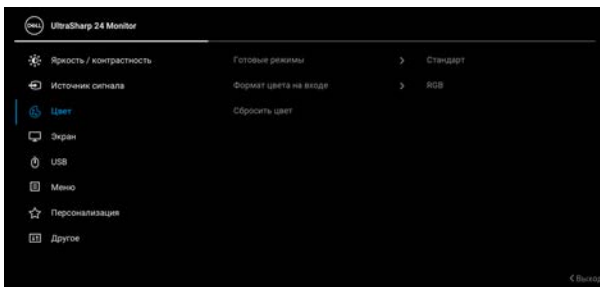 DELL UltraSharp 24 Monitor
Яркость / контрастность Готовые режимы > Стандарт
Источник сигнала Формат цвета на входе > RGB
Цвет Сбросить цвет
Экран
USB
Меню
Персонализация
Другое
< Выход